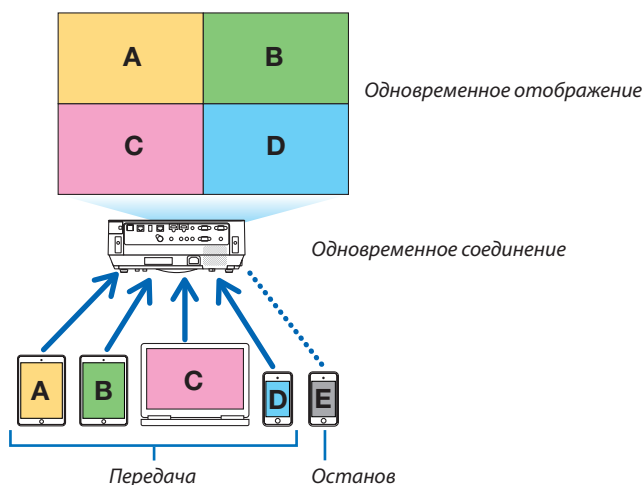 A
B
Одновременное отображение
C
D
Одновременное соединение
A
B
C
D
E
Передача
Останов